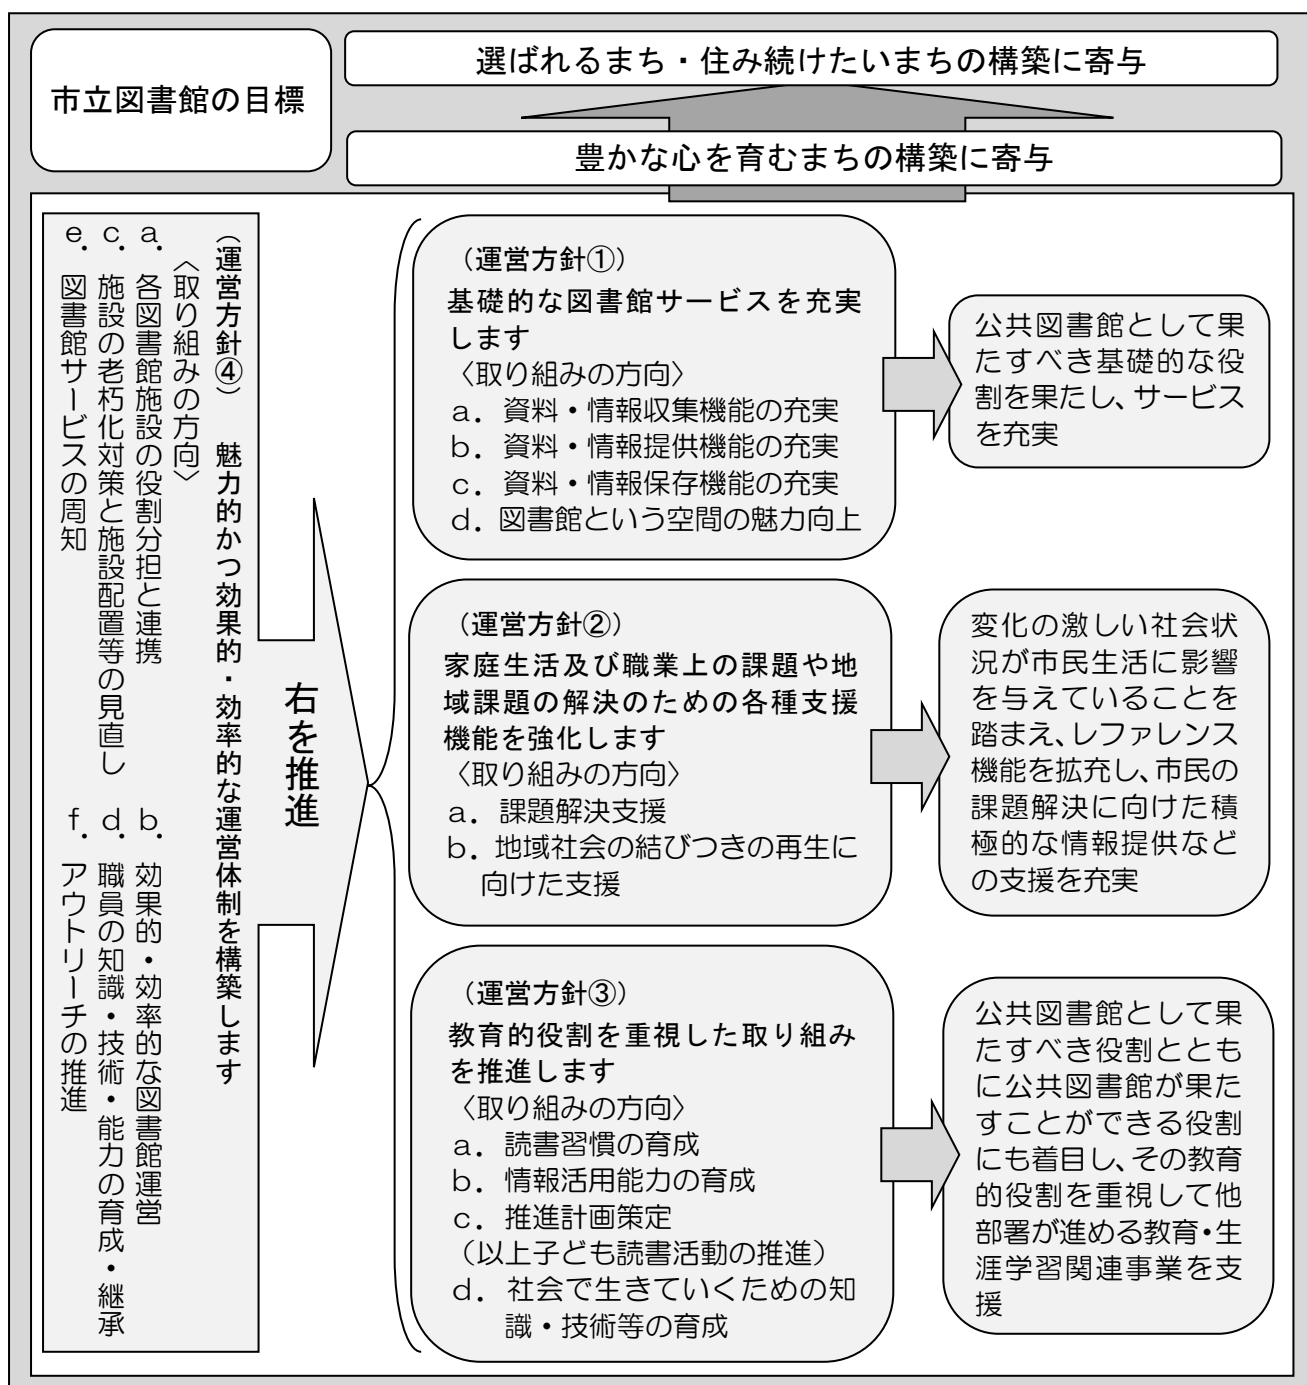 市立図書館の目標
選ばれるまち・住み続けたいまちの構築に寄与
豊かな心を育むまちの構築に寄与
(運営方針④)　魅力的かつ効果的・効率的な運営体制を構築します
〈取り組みの方向〉
a．各図書館施設の役割分担と連携　b．効果的・効率的な図書館運営
c．施設の老朽化対策と施設配置等の見直し　d．職員の知識・技術・能力の育成・継承
e．図書館サービスの周知　f．アウトリーチの推進
右を推進
(運営方針①)
基礎的な図書館サービスを充実
します
〈取り組みの方向〉
a．資料・情報収集機能の充実
b．資料・情報提供機能の充実
c．資料・情報保存機能の充実
d．図書館という空間の魅力向上
公共図書館として果
たすべき基礎的な役
割を果たし、サービス
を充実
(運営方針②)
家庭生活及び職業上の課題や地
域課題の解決のための各種支援
機能を強化します
〈取り組みの方向〉
a．課題解決支援
b．地域社会の結びつきの再生に
向けた支援
変化の激しい社会状
況が市民生活に影響
を与えていることを
踏まえ、レファレンス
機能を拡充し、市民の
課題解決に向けた積
極的な情報提供など
の支援を充実
(運営方針③)
教育的役割を重視した取り組み
を推進します
〈取り組みの方向〉
a．読書習慣の育成
b．情報活用能力の育成
c．推進計画策定
(以上子ども読書活動の推進)
d．社会で生きていくための知
識・技術等の育成
公共図書館として果
たすべき役割ととも
に公共図書館が果た
すことができる役割
にも着目し、その教育
的役割を重視して他
部署が進める教育・生
涯学習関連事業を支
援